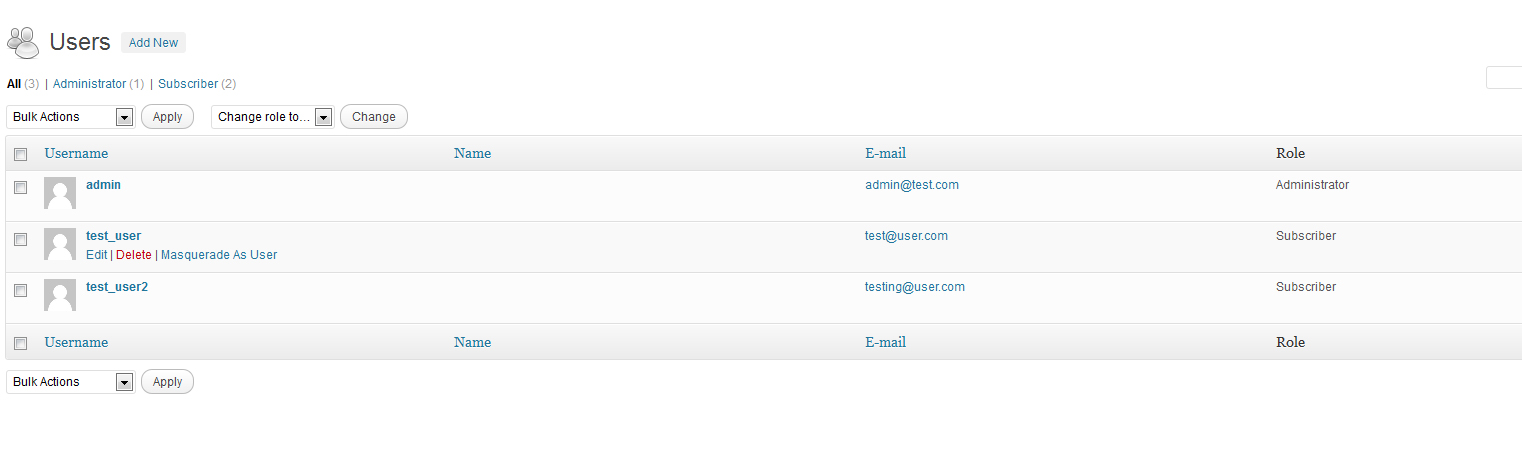 Users Add New
All (3) | Administrator (1) | Subscriber (2)
Bulk Actions Apply Change role to... Change
Username Name E-mail Role
admin admin@test.com Administrator
test_user test@user.com Subscriber
Edit | Delete | Masquerade As User
test_user2 testing@user.com Subscriber
Username Name E-mail Role
Bulk Actions Apply